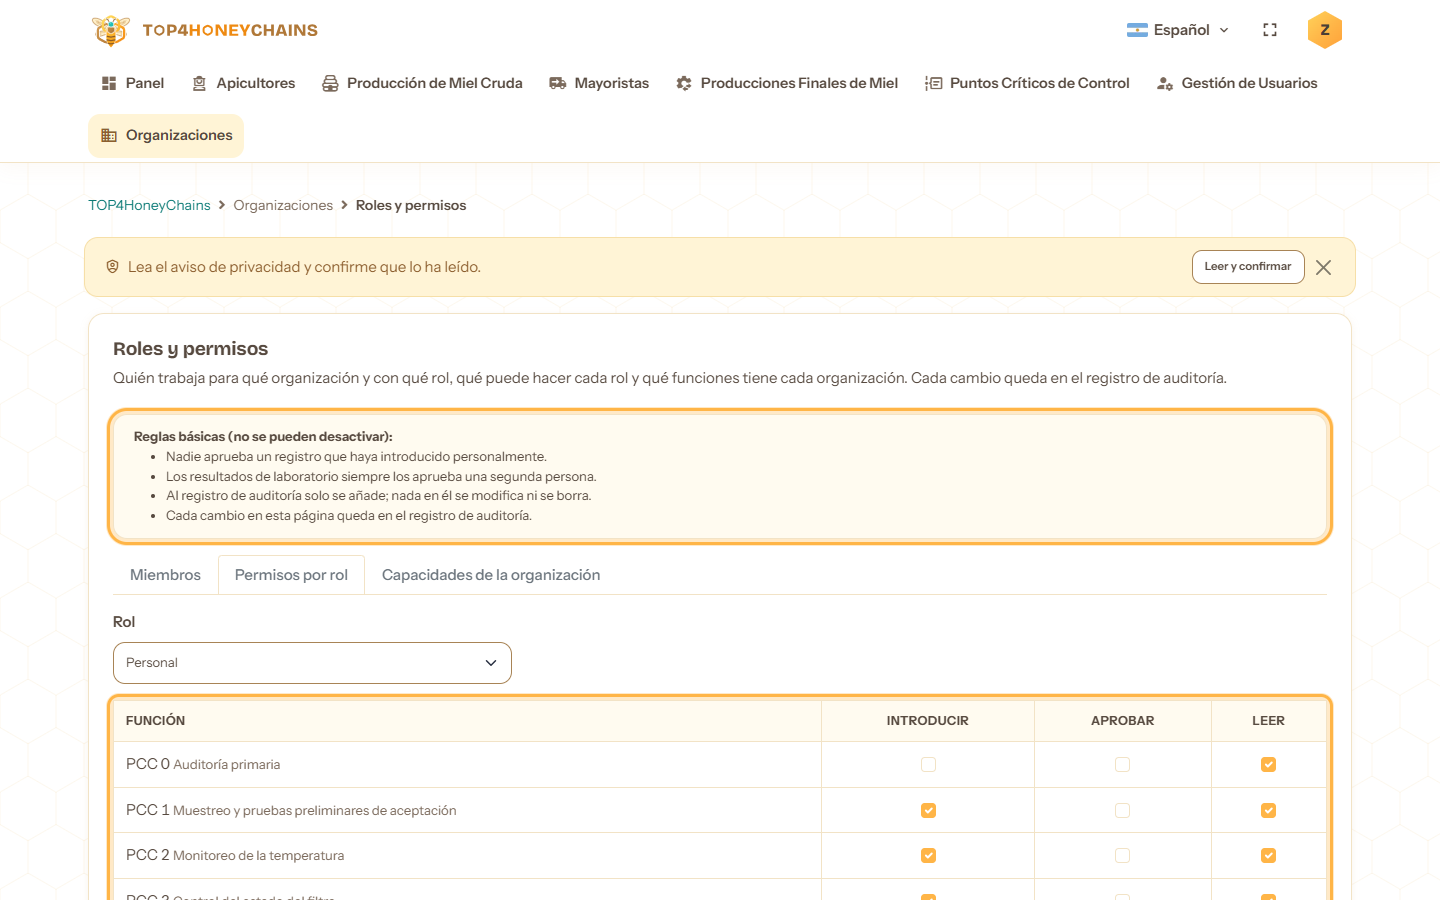 TOP4HONEYCHAINS
Español
Z
Panel
Apicultores
Producción de Miel Cruda
Mayoristas
Producciones Finales de Miel
Puntos Críticos de Control
Gestión de Usuarios
Organizaciones
TOP4HoneyChains > Organizaciones > Roles y permisos
Lea el aviso de privacidad y confirme que lo ha leído.
Leer y confirmar
Roles y permisos
Quién trabaja para qué organización y con qué rol, qué puede hacer cada rol y qué funciones tiene cada organización. Cada cambio queda en el registro de auditoría.
Reglas básicas (no se pueden desactivar):
• Nadie aprueba un registro que haya introducido personalmente.
• Los resultados de laboratorio siempre los aprueba una segunda persona.
• Al registro de auditoría solo se añade; nada en él se modifica ni se borra.
• Cada cambio en esta página queda en el registro de auditoría.
Miembros
Permisos por rol
Capacidades de la organización
Rol
Personal
FUNCIÓN INTRODUCIR APROBAR LEER
PCC 0 Auditoría primaria
PCC 1 Muestreo y pruebas preliminares de aceptación
PCC 2 Monitoreo de la temperatura
PCC 3 Control del estado del filtro